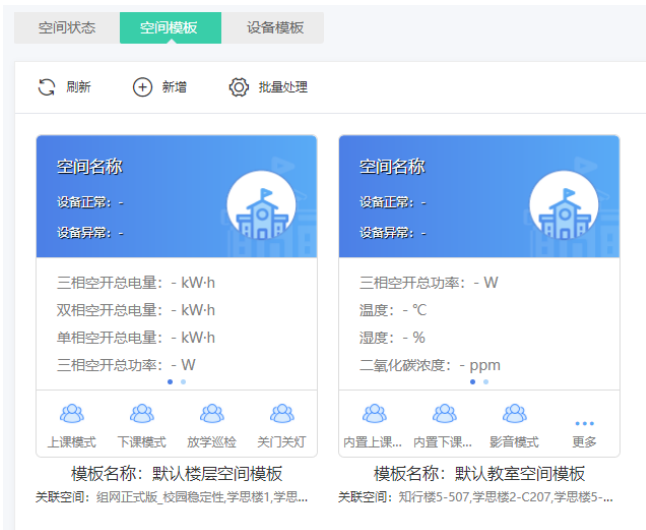 空间状态 空间模板 设备模板
刷新 新增 批量处理
空间名称
设备正常：-
设备异常：-
三相空开总电量：- kW·h
双相空开总电量：- kW·h
单相空开总电量：- kW·h
三相空开总功率：- W
上课模式 下课模式 放学巡检 关门关灯
模板名称：默认楼层空间模板
关联空间：组网正式版_校园稳定性,学思楼1,学思...
空间名称
设备正常：-
设备异常：-
三相空开总功率：- W
温度：- ℃
湿度：- %
二氧化碳浓度：- ppm
内置上课... 内置下课... 影音模式 更多
模板名称：默认教室空间模板
关联空间：知行楼5-507,学思楼2-C207,学思楼5-...